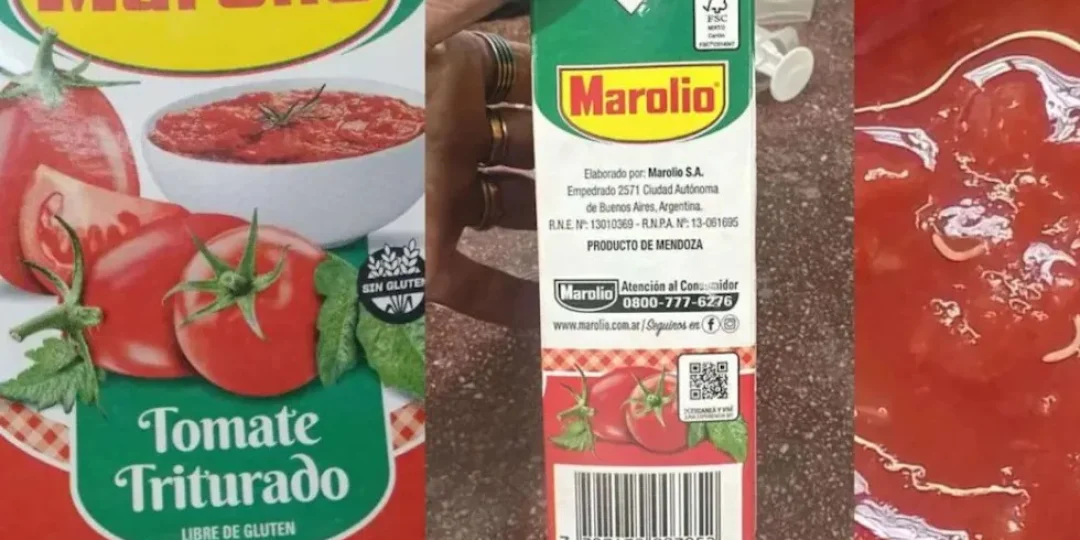 Marolio
SIN GLUTEN
Tomate
Triturado
LIBRE DE GLUTEN
FSC
MIXTO
Cartón
Marolio
Elaborado por: Marolio S.A.
Empedrado 2571 Ciudad Autónoma
de Buenos Aires, Argentina.
R.N.E. Nº: 13010369 - R.N.P.A. Nº: 13-061695
PRODUCTO DE MENDOZA
Marolio Atención al Consumidor
0800-777-6276
www.marolio.com.ar / Seguinos en